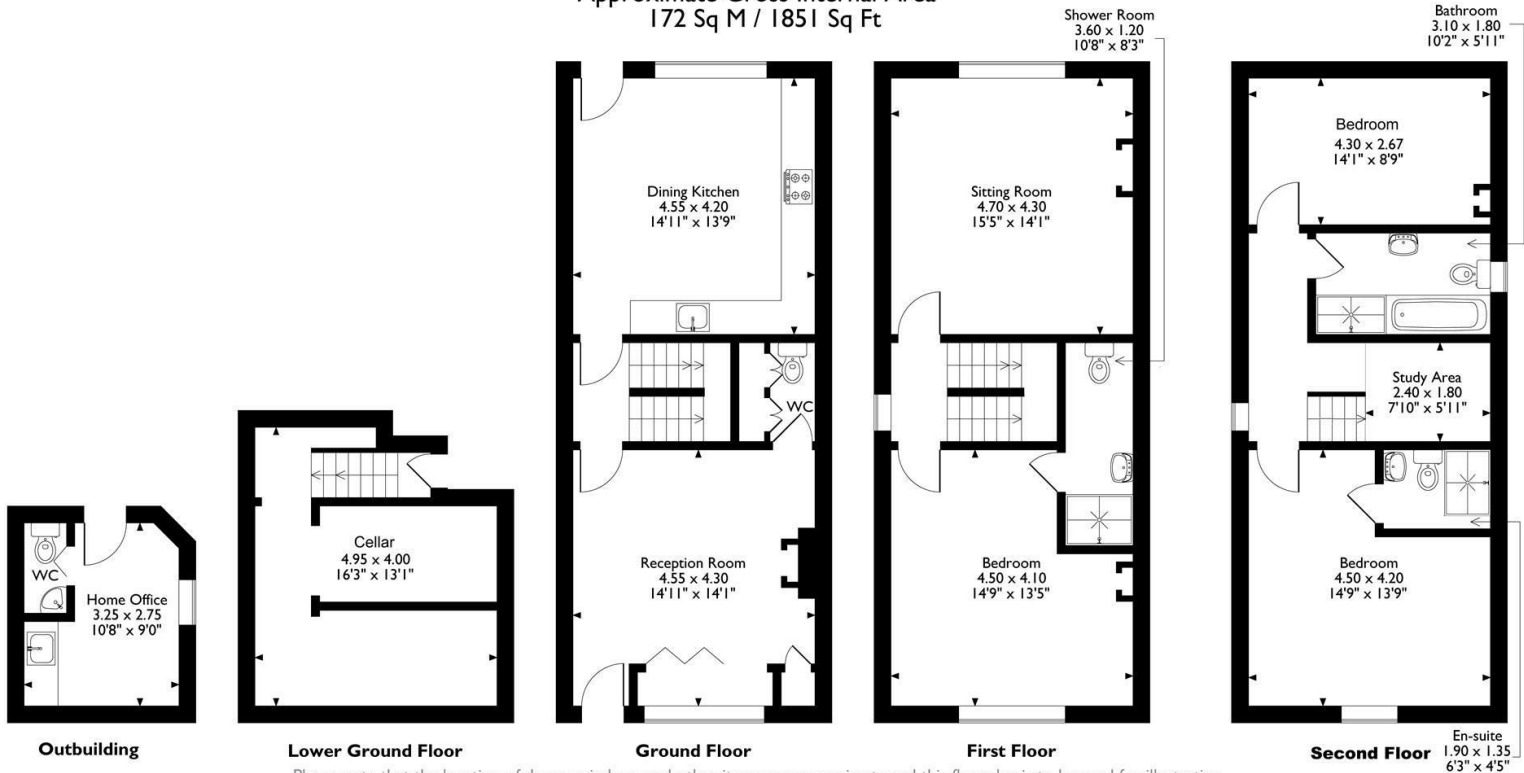 Approximate Gross Internal Area
172 Sq M / 1851 Sq Ft
Shower Room
3.60 x 1.20
10'8" x 8'3"
Bathroom
3.10 x 1.80
10'2" x 5'11"
Dining Kitchen
4.55 x 4.20
14'11" x 13'9"
Sitting Room
4.70 x 4.30
15'5" x 14'1"
Bedroom
4.30 x 2.67
14'1" x 8'9"
WC
Study Area
2.40 x 1.80
7'10" x 5'11"
Cellar
4.95 x 4.00
16'3" x 13'1"
WC
Home Office
3.25 x 2.75
10'8" x 9'0"
Reception Room
4.55 x 4.30
14'11" x 14'1"
Bedroom
4.50 x 4.10
14'9" x 13'5"
Bedroom
4.50 x 4.20
14'9" x 13'9"
En-suite
1.90 x 1.35
6'3" x 4'5"
Outbuilding
Lower Ground Floor
Ground Floor
First Floor
Second Floor